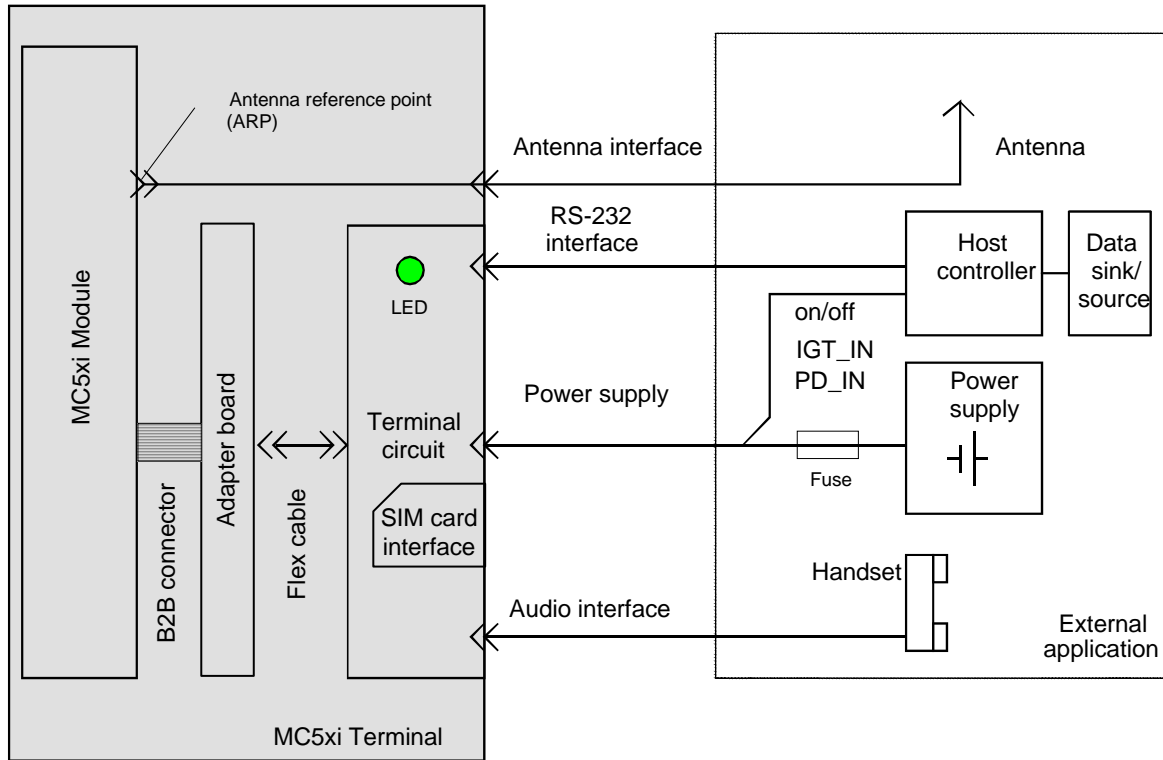 Antenna reference point
(ARP)
Antenna interface
Antenna
RS-232
interface
Host
controller
Data
sink/
source
LED
on/off
IGT_IN
PD_IN
MC5xi Module
Adapter board
Power supply
Power
supply
Terminal
circuit
Fuse
B2B connector
Flex cable
SIM card
interface
Handset
Audio interface
External
application
MC5xi Terminal